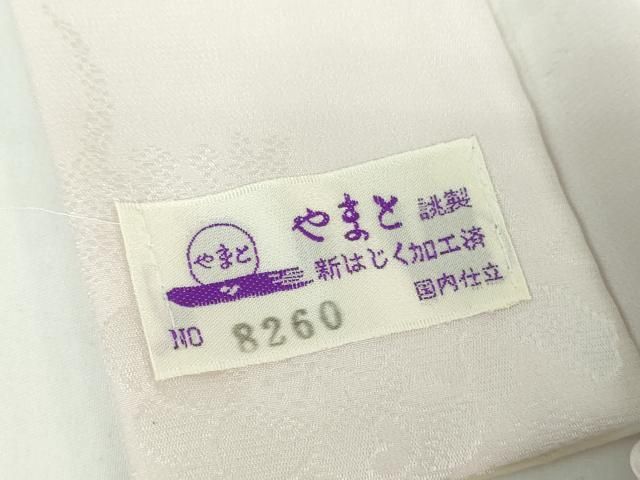 やまと 誂製
やまと
新はじく加工済
国内仕立
NO 8260